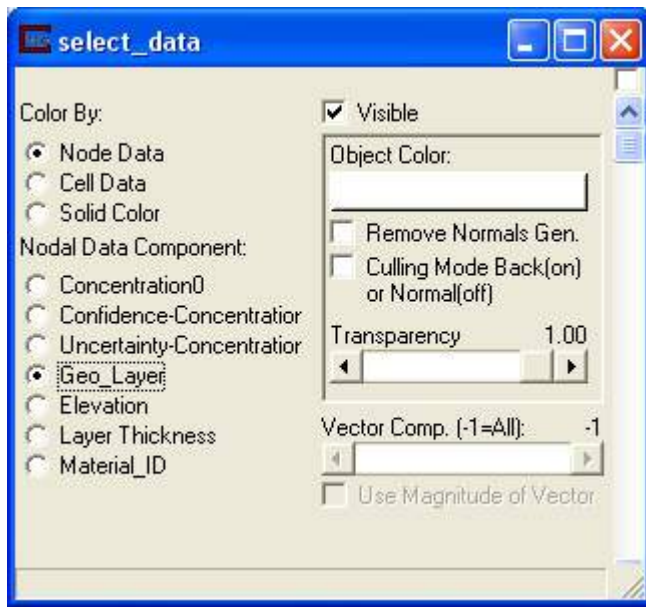 select_data
Color By:
Node Data
Cell Data
Solid Color
Nodal Data Component:
Concentration0
Confidence-Concentratior
Uncertainty-Concentratior
Geo_Layer
Elevation
Layer Thickness
Material_ID
Visible
Object Color:
Remove Normals Gen.
Culling Mode Back(on)
or Normal(off)
Transparency 1.00
Vector Comp. (-1=All): -1
Use Magnitude of Vector